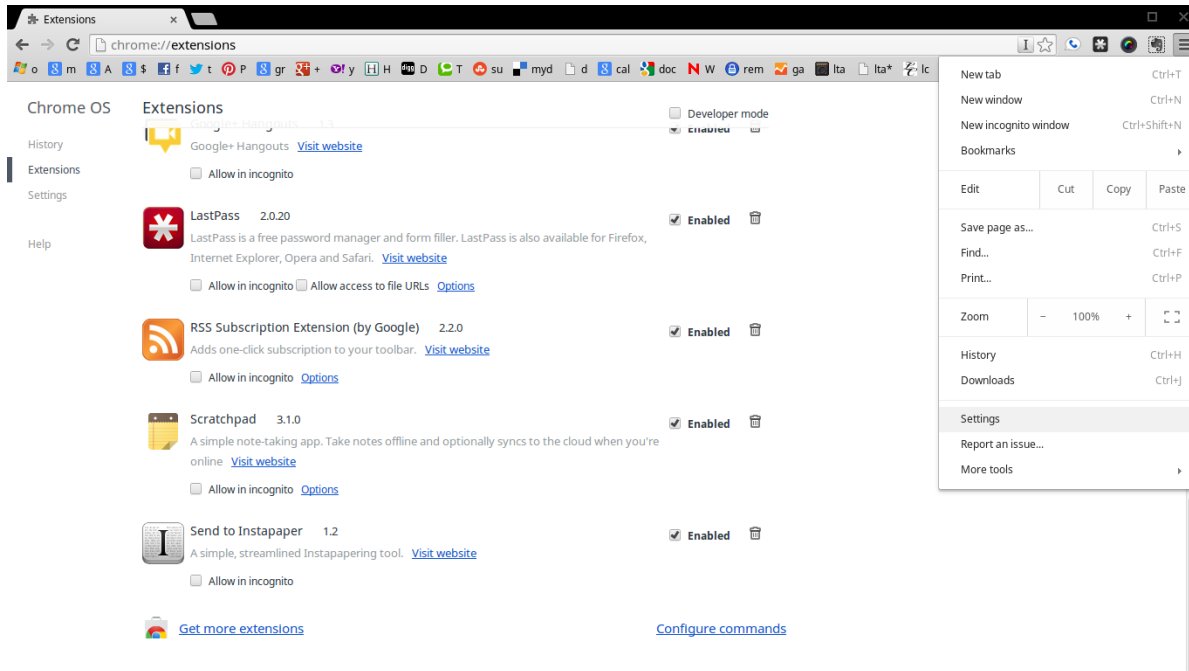 Extensions
chrome://extensions
o m A $ f t P gr + y H D T su myd d cal doc W rem ga lta lta* lc
Chrome OS
History
Extensions
Settings
Help
Extensions
Developer mode
Google+ Hangouts 1.3
Enabled
Google+ Hangouts Visit website
Allow in incognito
LastPass 2.0.20
Enabled
LastPass is a free password manager and form filler. LastPass is also available for Firefox,
Internet Explorer, Opera and Safari. Visit website
Allow in incognito Allow access to file URLs Options
RSS Subscription Extension (by Google) 2.2.0
Enabled
Adds one-click subscription to your toolbar. Visit website
Allow in incognito Options
Scratchpad 3.1.0
Enabled
A simple note-taking app. Take notes offline and optionally syncs to the cloud when you're
online Visit website
Allow in incognito Options
Send to Instapaper 1.2
Enabled
A simple, streamlined Instapapering tool. Visit website
Allow in incognito
Get more extensions
Configure commands
New tab Ctrl+T
New window Ctrl+N
New incognito window Ctrl+Shift+N
Bookmarks
Edit Cut Copy Paste
Save page as... Ctrl+S
Find... Ctrl+F
Print... Ctrl+P
Zoom - 100% +
History Ctrl+H
Downloads Ctrl+J
Settings
Report an issue...
More tools